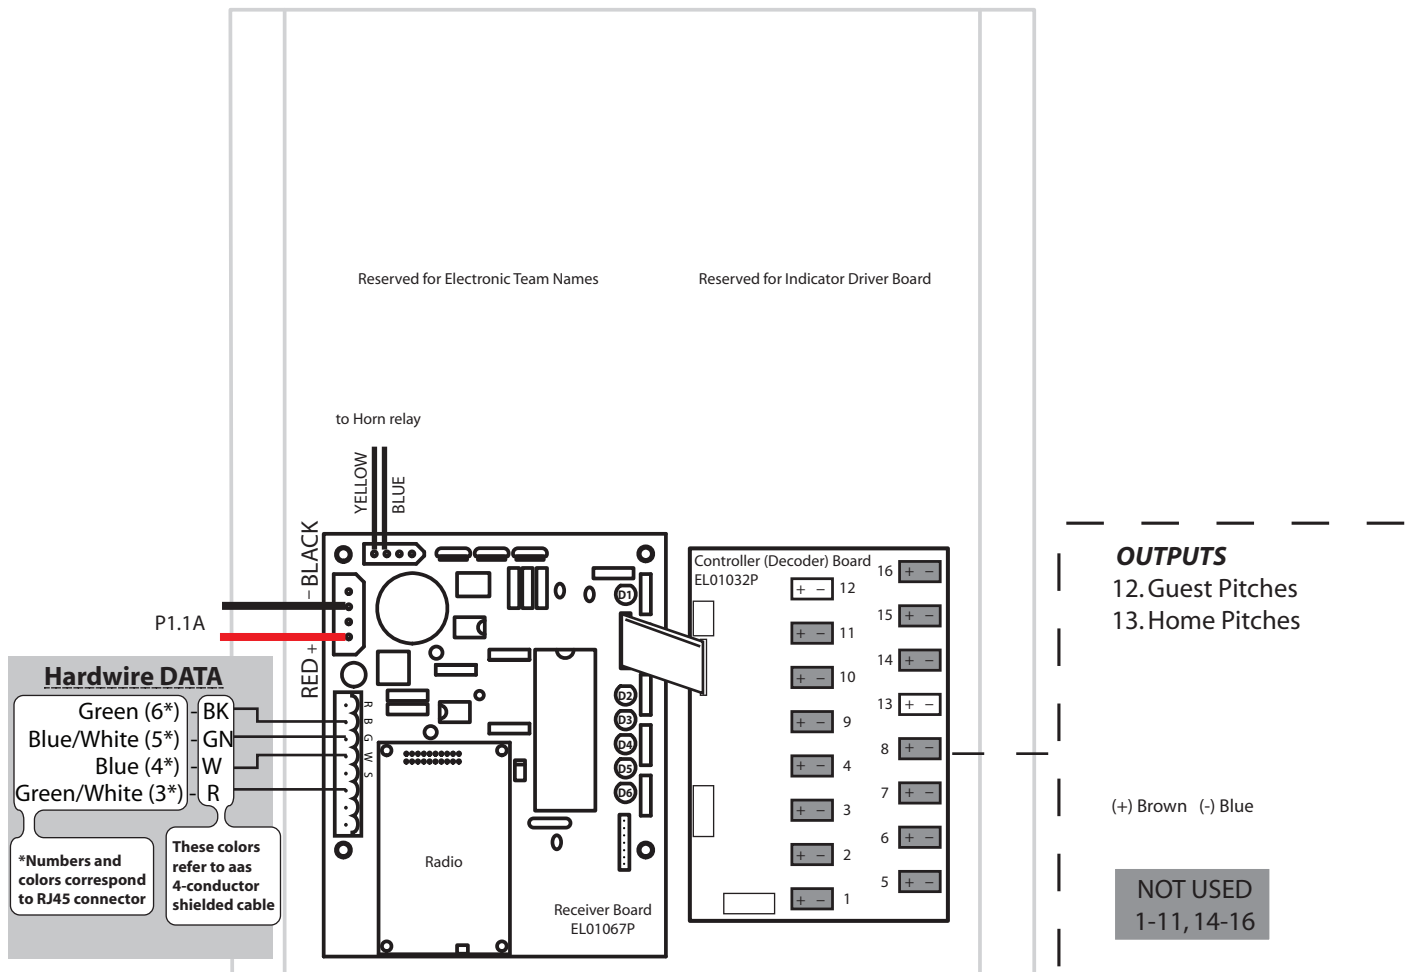 Reserved for Electronic Team Names
Reserved for Indicator Driver Board
to Horn relay
YELLOW
BLUE
RED + – BLACK
P1.1A
Hardwire DATA
Green (6*) - BK
Blue/White (5*) - GN
Blue (4*) - W
Green/White (3*) - R
*Numbers and
colors correspond
to RJ45 connector
These colors
refer to aas
4-conductor
shielded cable
R
B
G
W
S
D1
D2
D3
D4
D5
D6
Radio
Receiver Board
EL01067P
Controller (Decoder) Board
EL01032P
+ – 12
+ – 11
+ – 10
+ – 9
+ – 4
+ – 3
+ – 2
+ – 1
16 + –
15 + –
14 + –
13 + –
8 + –
7 + –
6 + –
5 + –
OUTPUTS
12. Guest Pitches
13. Home Pitches
(+) Brown (-) Blue
NOT USED
1-11, 14-16